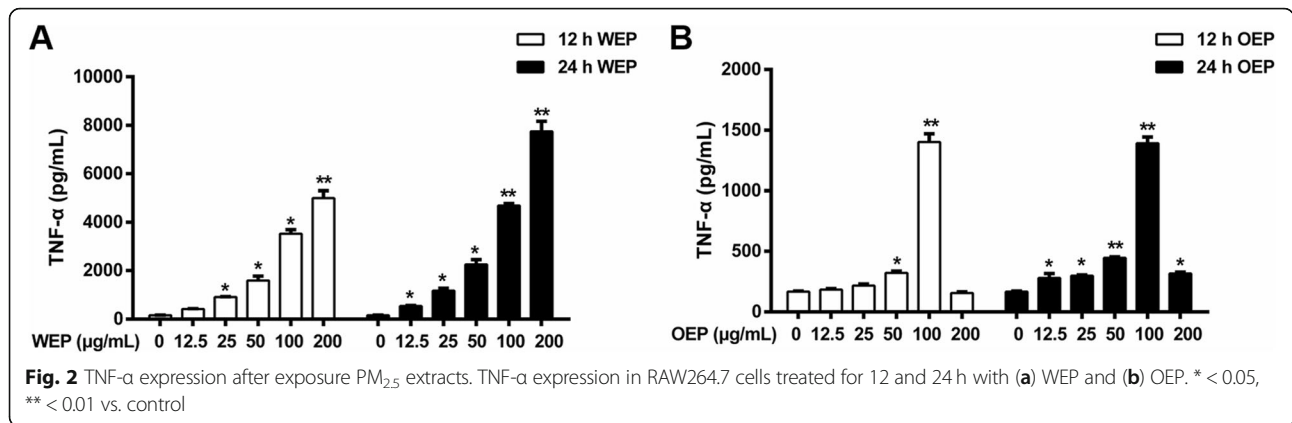 A
12 h WEP
24 h WEP
TNF-α (pg/mL)
10000
8000
6000
4000
2000
0
* * * ** * * * ** **
WEP (μg/mL) 0 12.5 25 50 100 200 0 12.5 25 50 100 200
B
12 h OEP
24 h OEP
TNF-α (pg/mL)
2000
1500
1000
500
0
* ** * * ** ** *
OEP (μg/mL) 0 12.5 25 50 100 200 0 12.5 25 50 100 200
Fig. 2 TNF-α expression after exposure PM2.5 extracts. TNF-α expression in RAW264.7 cells treated for 12 and 24 h with (a) WEP and (b) OEP. * < 0.05,
** < 0.01 vs. control